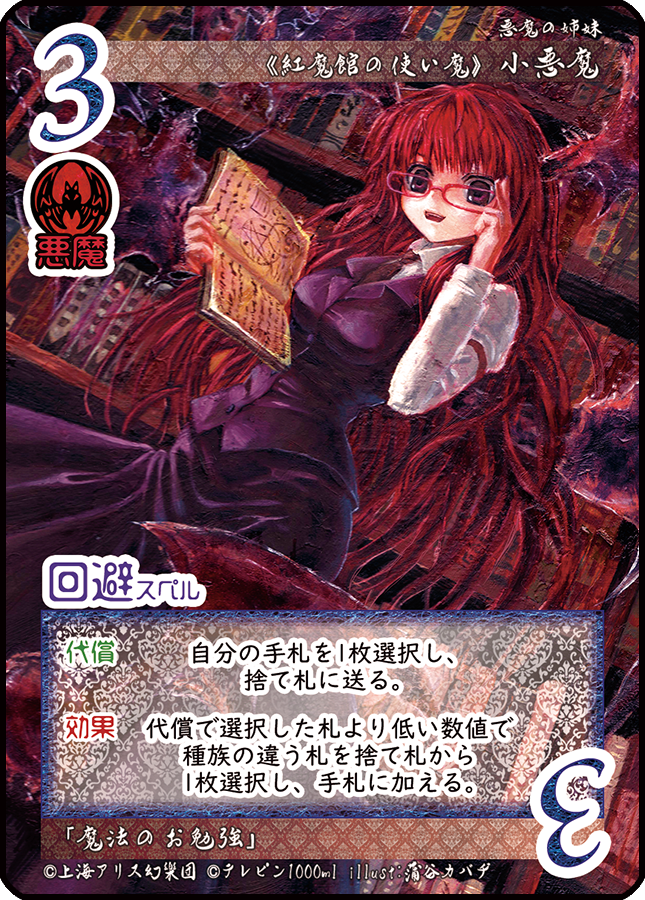 悪魔の姉妹
3
《紅魔館の使い魔》 小悪魔
悪魔
回避スペル
代償
自分の手札を1枚選択し、
捨て札に送る。
効果
代償で選択した札より低い数値で
種族の違う札を捨て札から
1枚選択し、手札に加える。
3
「魔法のお勉強」
©上海アリス幻樂団 ©テレピン1000ml illust:蒲谷カバヂ